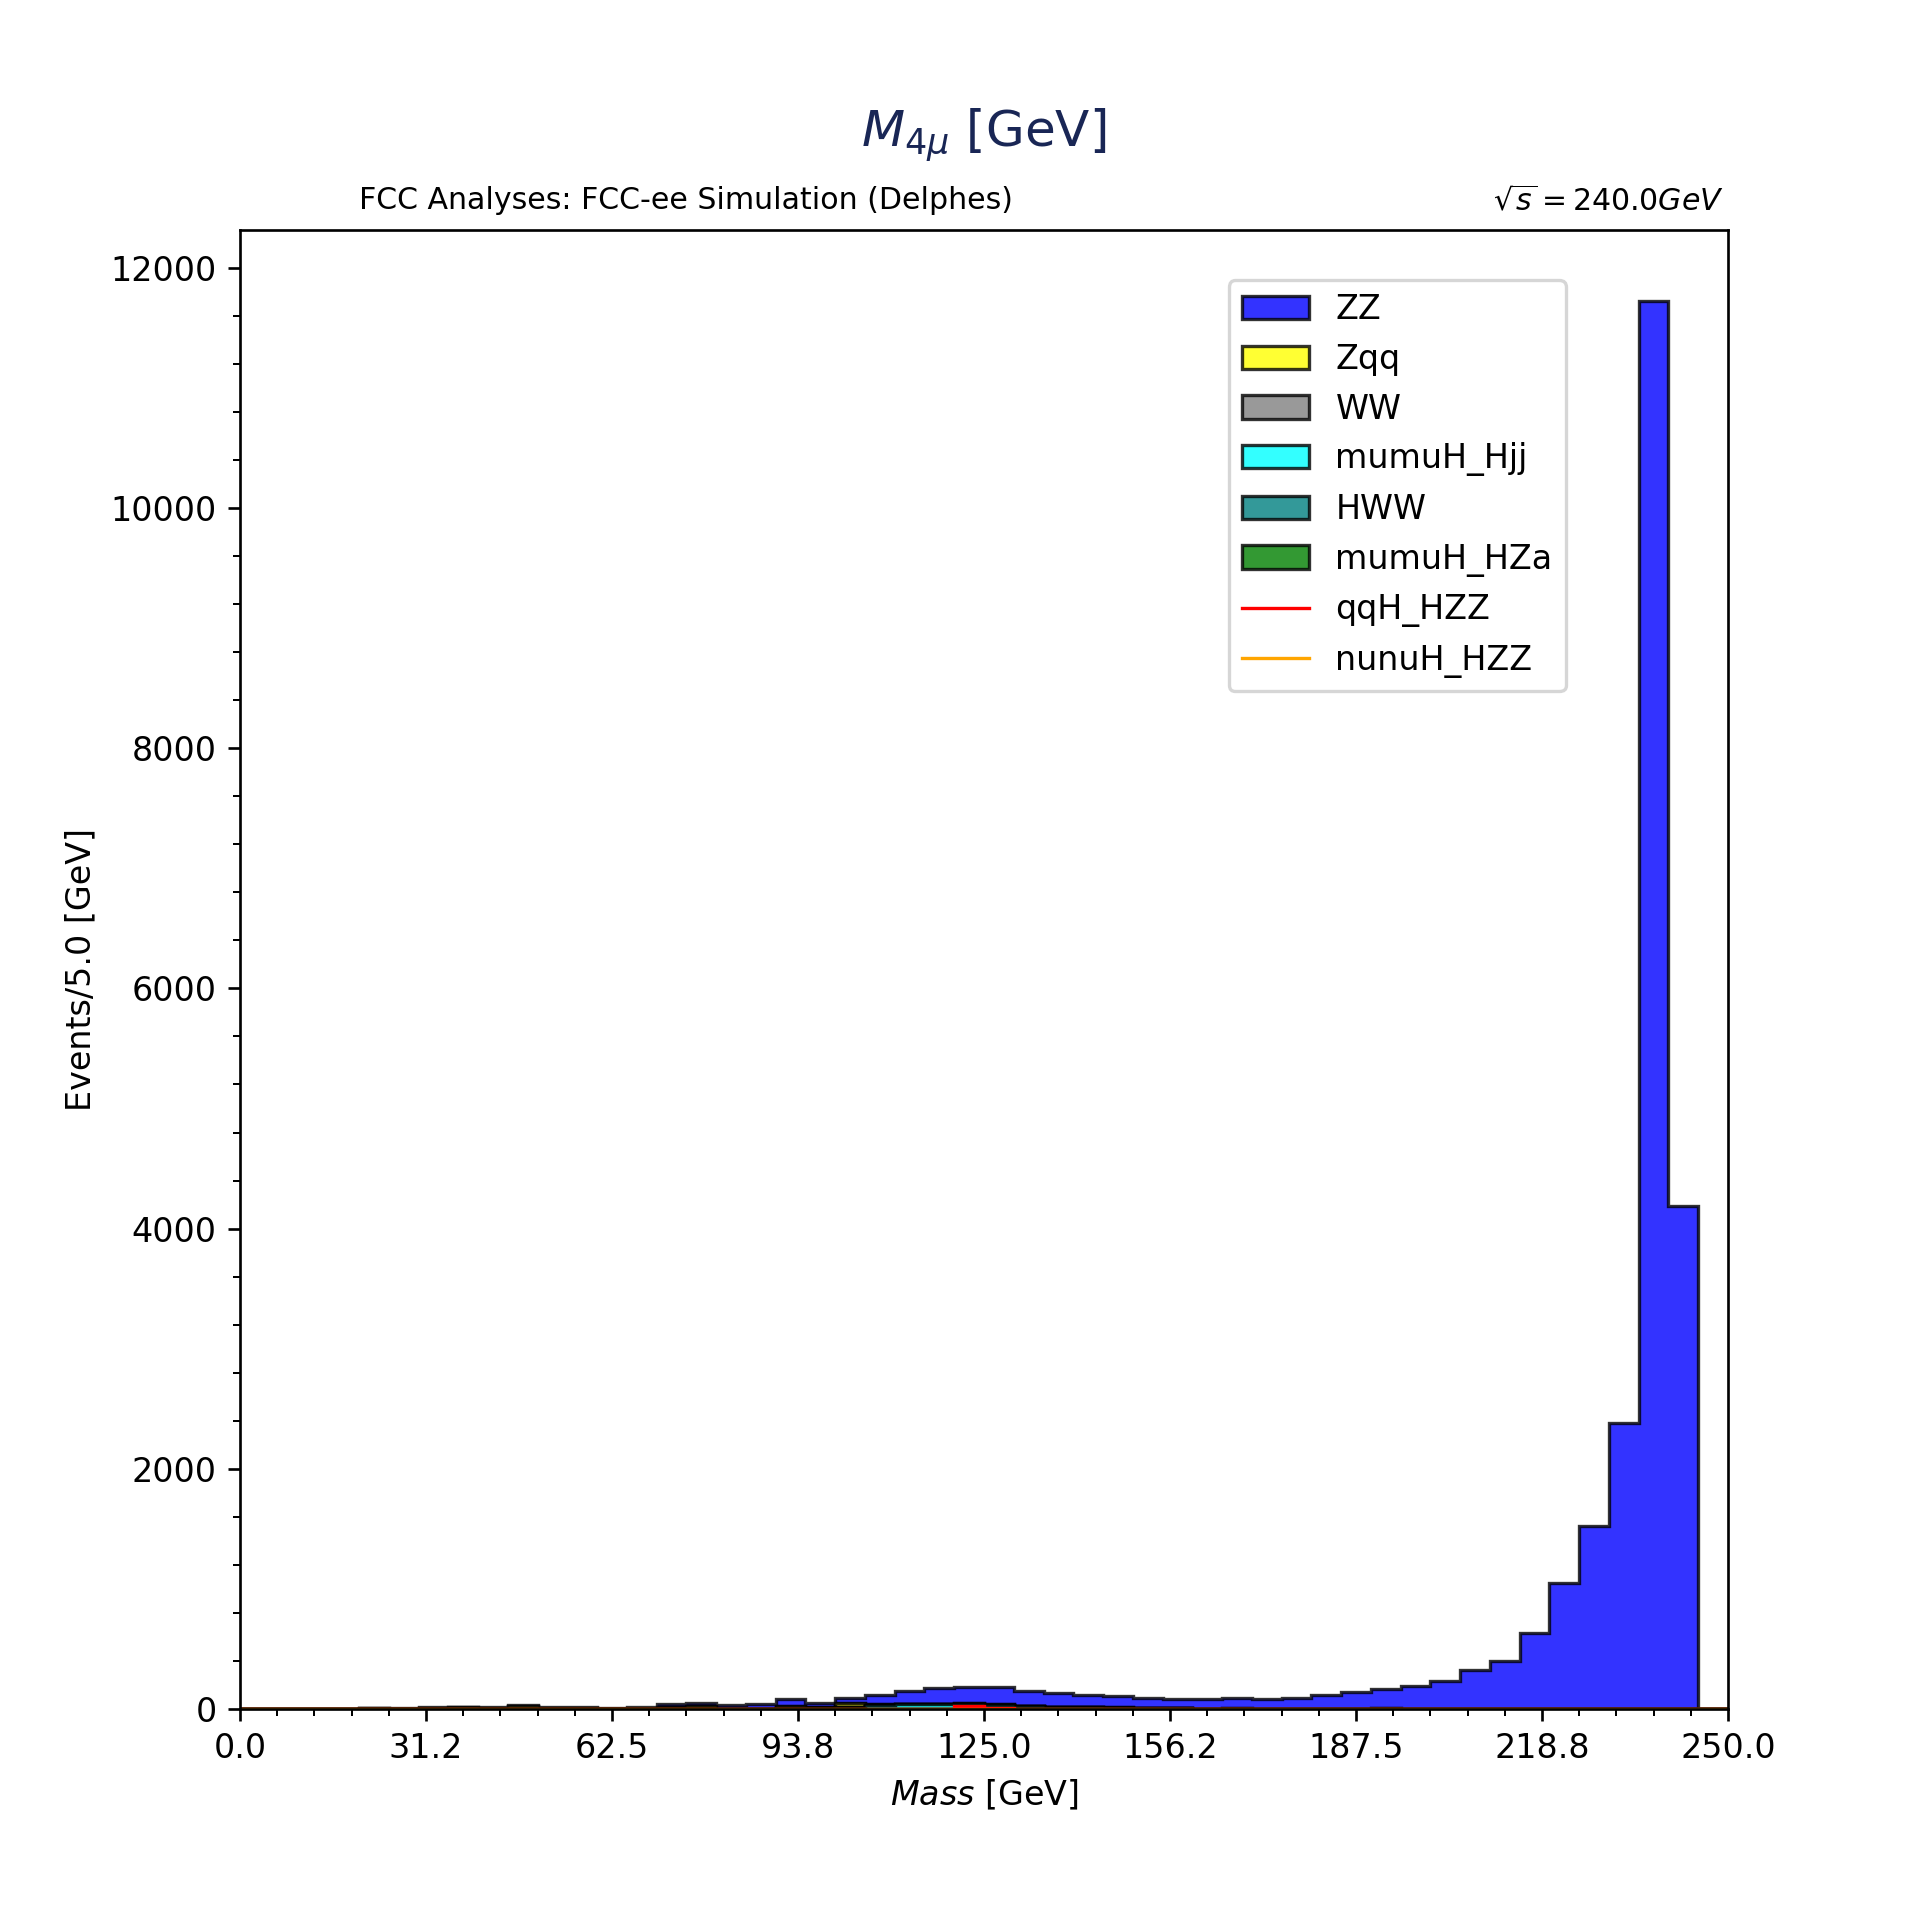 M4μ [GeV]
FCC Analyses: FCC-ee Simulation (Delphes)
√s = 240.0GeV
12000
10000
8000
6000
4000
2000
0
Events/5.0 [GeV]
ZZ
Zqq
WW
mumuH_Hjj
HWW
mumuH_HZa
qqH_HZZ
nunuH_HZZ
0.0 31.2 62.5 93.8 125.0 156.2 187.5 218.8 250.0
Mass [GeV]